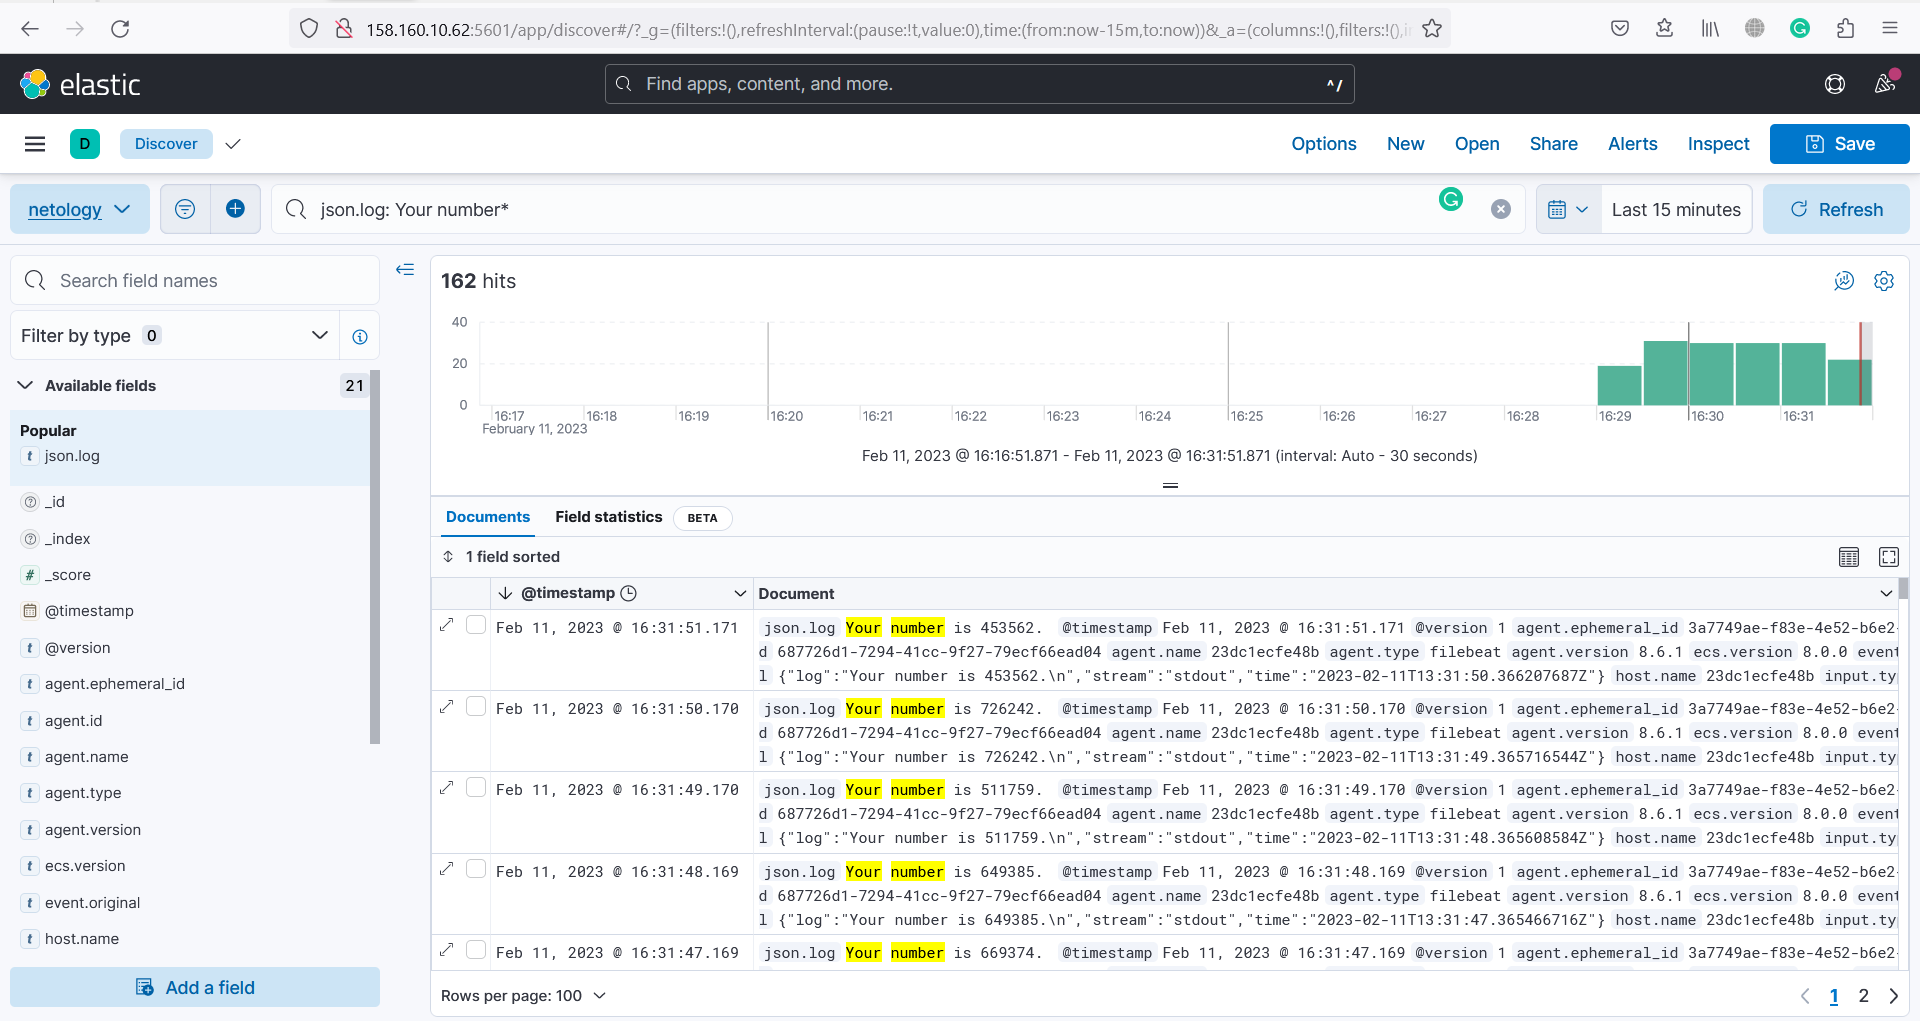 158.160.10.62:5601/app/discover#/?_g=(filters:!(),refreshInterval:(pause:!t,value:0),time:(from:now-15m,to:now))&_a=(columns:!(),filters:!(),in
elastic
Find apps, content, and more.
^/
D
Discover
Options New Open Share Alerts Inspect Save
netology
json.log: Your number*
Last 15 minutes
Refresh
Search field names
Filter by type 0
Available fields 21
Popular
t json.log
_id
_index
# _score
@timestamp
t @version
t agent.ephemeral_id
t agent.id
t agent.name
t agent.type
t agent.version
t ecs.version
t event.original
t host.name
Add a field
162 hits
40
20
0
16:17 16:18 16:19 16:20 16:21 16:22 16:23 16:24 16:25 16:26 16:27 16:28 16:29 16:30 16:31
February 11, 2023
Feb 11, 2023 @ 16:16:51.871 - Feb 11, 2023 @ 16:31:51.871 (interval: Auto - 30 seconds)
Documents Field statistics BETA
1 field sorted
@timestamp Document
Feb 11, 2023 @ 16:31:51.171 json.log Your number is 453562. @timestamp Feb 11, 2023 @ 16:31:51.171 @version 1 agent.ephemeral_id 3a7749ae-f83e-4e52-b6e2-
d 687726d1-7294-41cc-9f27-79ecf66ead04 agent.name 23dc1ecfe48b agent.type filebeat agent.version 8.6.1 ecs.version 8.0.0 event
l {"log":"Your number is 453562.\n","stream":"stdout","time":"2023-02-11T13:31:50.366207687Z"} host.name 23dc1ecfe48b input.ty
Feb 11, 2023 @ 16:31:50.170 json.log Your number is 726242. @timestamp Feb 11, 2023 @ 16:31:50.170 @version 1 agent.ephemeral_id 3a7749ae-f83e-4e52-b6e2-
d 687726d1-7294-41cc-9f27-79ecf66ead04 agent.name 23dc1ecfe48b agent.type filebeat agent.version 8.6.1 ecs.version 8.0.0 event
l {"log":"Your number is 726242.\n","stream":"stdout","time":"2023-02-11T13:31:49.365716544Z"} host.name 23dc1ecfe48b input.ty
Feb 11, 2023 @ 16:31:49.170 json.log Your number is 511759. @timestamp Feb 11, 2023 @ 16:31:49.170 @version 1 agent.ephemeral_id 3a7749ae-f83e-4e52-b6e2-
d 687726d1-7294-41cc-9f27-79ecf66ead04 agent.name 23dc1ecfe48b agent.type filebeat agent.version 8.6.1 ecs.version 8.0.0 event
l {"log":"Your number is 511759.\n","stream":"stdout","time":"2023-02-11T13:31:48.365608584Z"} host.name 23dc1ecfe48b input.ty
Feb 11, 2023 @ 16:31:48.169 json.log Your number is 649385. @timestamp Feb 11, 2023 @ 16:31:48.169 @version 1 agent.ephemeral_id 3a7749ae-f83e-4e52-b6e2-
d 687726d1-7294-41cc-9f27-79ecf66ead04 agent.name 23dc1ecfe48b agent.type filebeat agent.version 8.6.1 ecs.version 8.0.0 event
l {"log":"Your number is 649385.\n","stream":"stdout","time":"2023-02-11T13:31:47.365466716Z"} host.name 23dc1ecfe48b input.ty
Feb 11, 2023 @ 16:31:47.169 json.log Your number is 669374. @timestamp Feb 11, 2023 @ 16:31:47.169 @version 1 agent.ephemeral_id 3a7749ae-f83e-4e52-b6e2-
Rows per page: 100
1 2